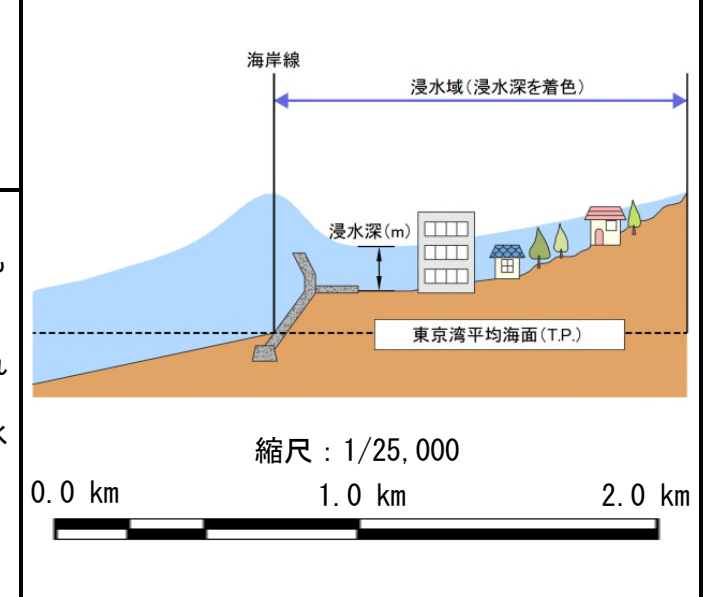 海岸線
浸水域(浸水深を着色)
浸水深(m)
東京湾平均海面(T.P.)
縮尺：1/25,000
0.0 km 1.0 km 2.0 km